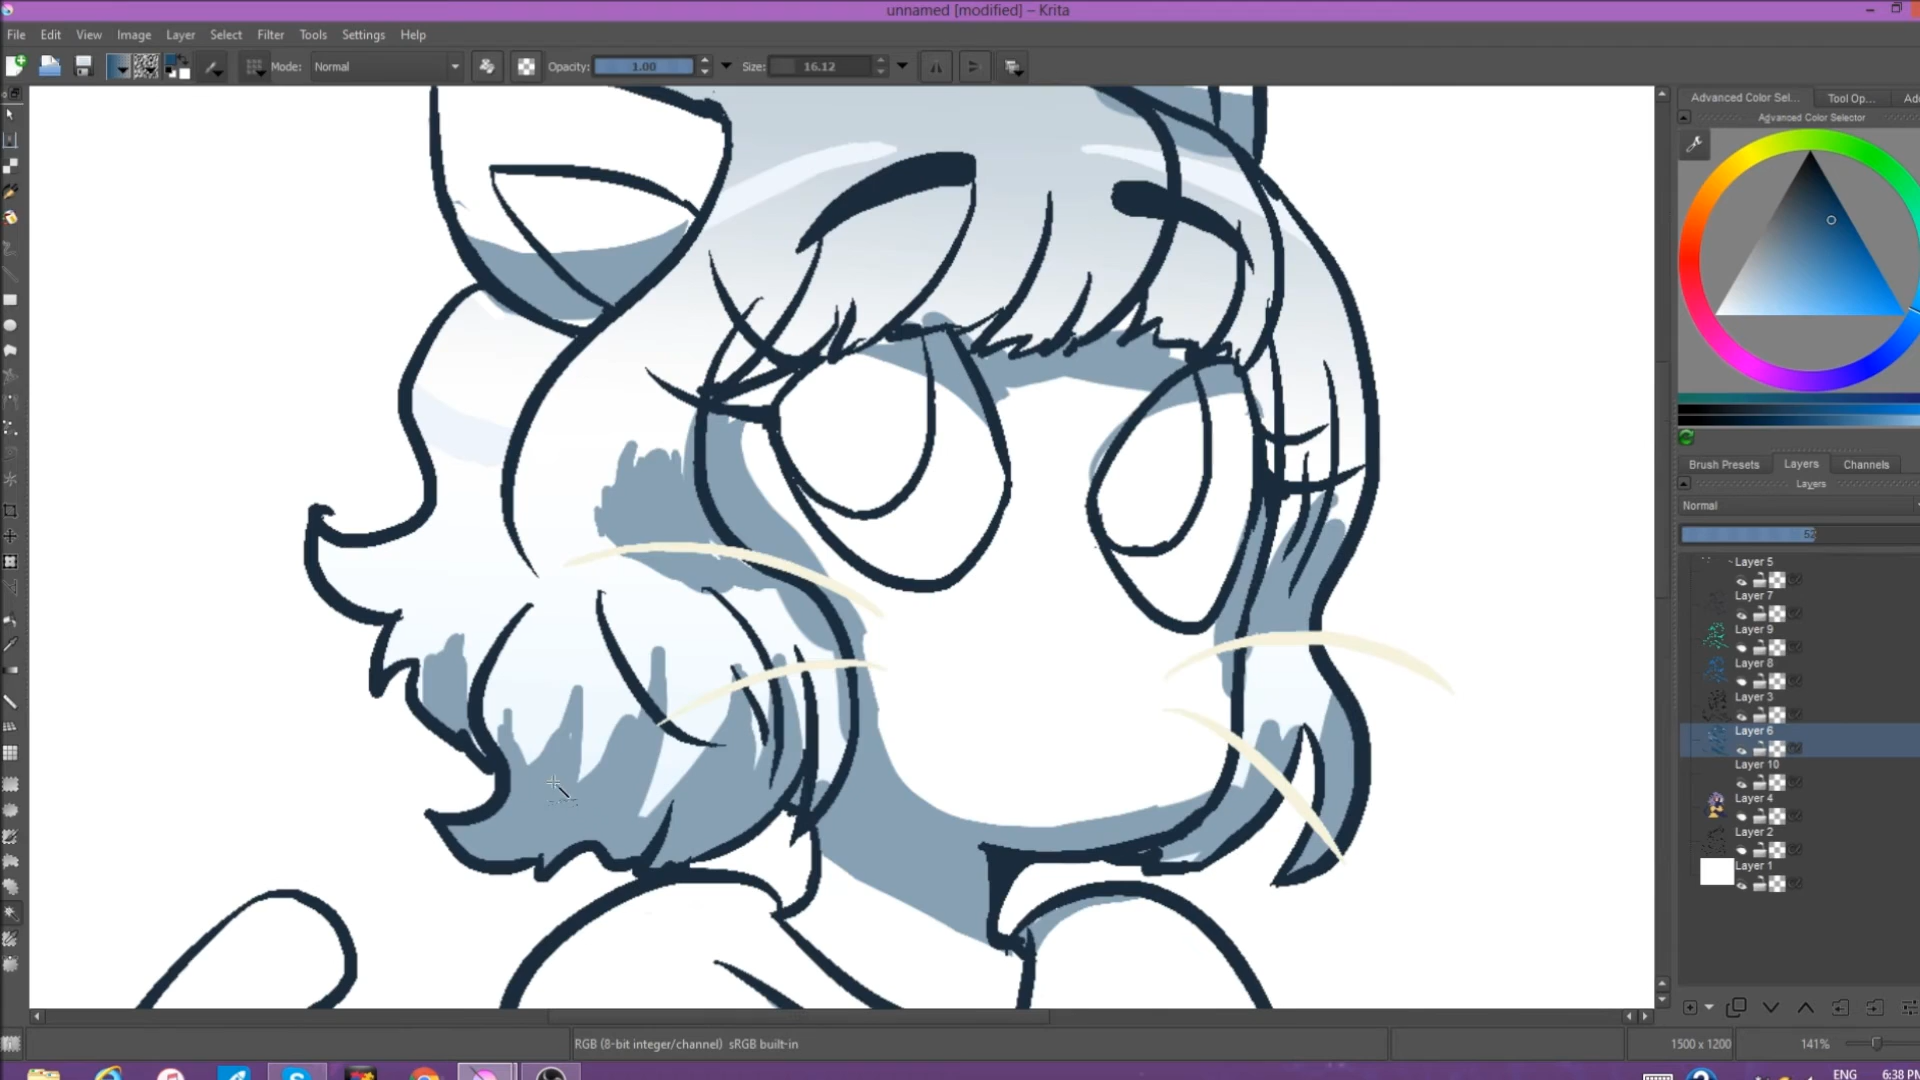 unnamed [modified] – Krita
File Edit View Image Layer Select Filter Tools Settings Help
Mode: Normal Opacity: 1.00 Size: 16.12
Advanced Color Sel... Tool Op... Ad
Advanced Color Selector
Brush Presets Layers Channels
Layers
Normal
52
Layer 5
Layer 7
Layer 9
Layer 8
Layer 3
Layer 6
Layer 10
Layer 4
Layer 2
Layer 1
RGB (8-bit integer/channel) sRGB built-in 1500 x 1200 141%
ENG 6:38 PM